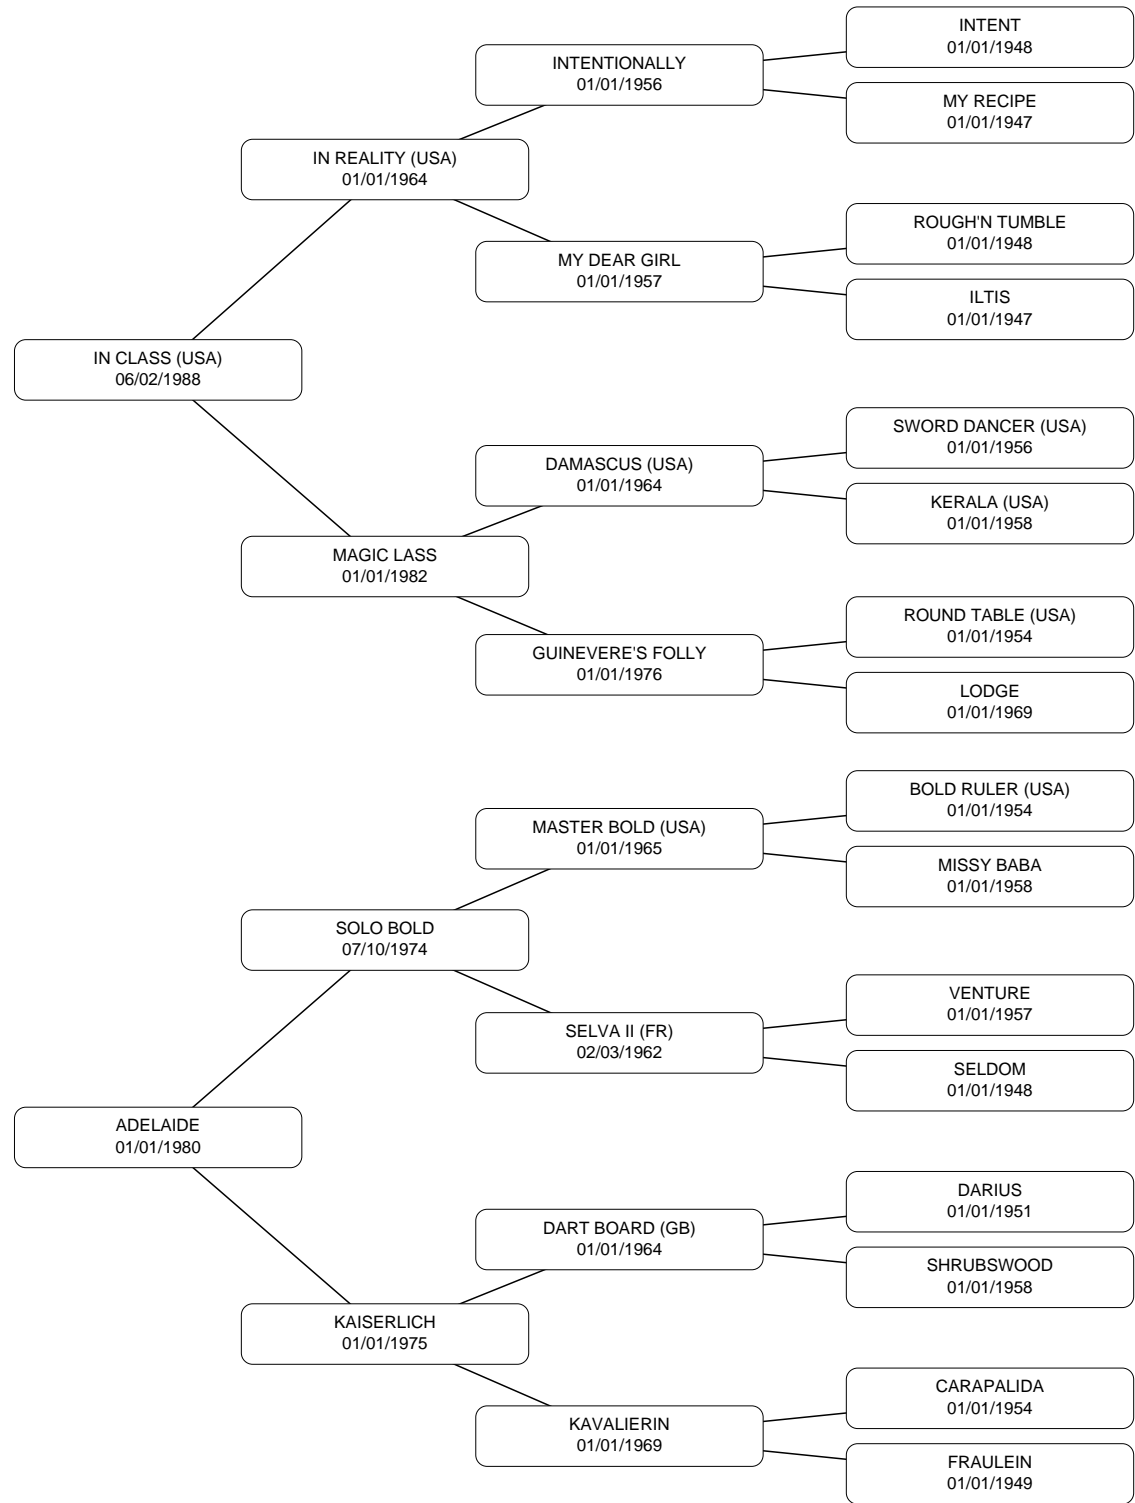 INTENT
01/01/1948
INTENTIONALLY
01/01/1956
MY RECIPE
01/01/1947
IN REALITY (USA)
01/01/1964
ROUGH'N TUMBLE
01/01/1948
MY DEAR GIRL
01/01/1957
ILTIS
01/01/1947
IN CLASS (USA)
06/02/1988
SWORD DANCER (USA)
01/01/1956
DAMASCUS (USA)
01/01/1964
KERALA (USA)
01/01/1958
MAGIC LASS
01/01/1982
ROUND TABLE (USA)
01/01/1954
GUINEVERE'S FOLLY
01/01/1976
LODGE
01/01/1969
BOLD RULER (USA)
01/01/1954
MASTER BOLD (USA)
01/01/1965
MISSY BABA
01/01/1958
SOLO BOLD
07/10/1974
VENTURE
01/01/1957
SELVA II (FR)
02/03/1962
SELDOM
01/01/1948
ADELAIDE
01/01/1980
DARIUS
01/01/1951
DART BOARD (GB)
01/01/1964
SHRUBSWOOD
01/01/1958
KAISERLICH
01/01/1975
CARAPALIDA
01/01/1954
KAVALIERIN
01/01/1969
FRAULEIN
01/01/1949